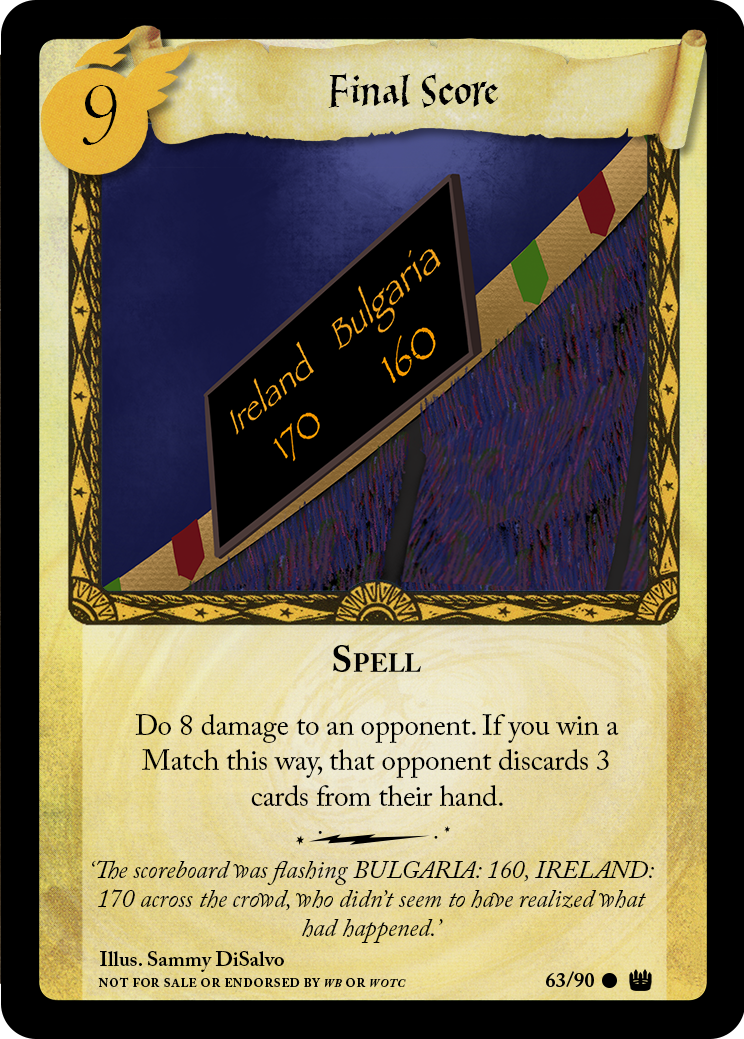 9
Final Score
Ireland Bulgaria
170 160
Spell
Do 8 damage to an opponent. If you win a
Match this way, that opponent discards 3
cards from their hand.
‘The scoreboard was flashing BULGARIA: 160, IRELAND:
170 across the crowd, who didn’t seem to have realized what
had happened.’
Illus. Sammy DiSalvo
NOT FOR SALE OR ENDORSED BY WB OR WOTC
63/90